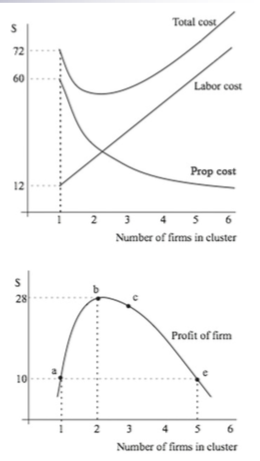 $
Total cost
72
60
Labor cost
Prop cost
12
1 2 3 4 5 6
Number of firms in cluster
$
28
b
c
Profit of firm
a
e
10
1 2 3 4 5 6
Number of firms in cluster